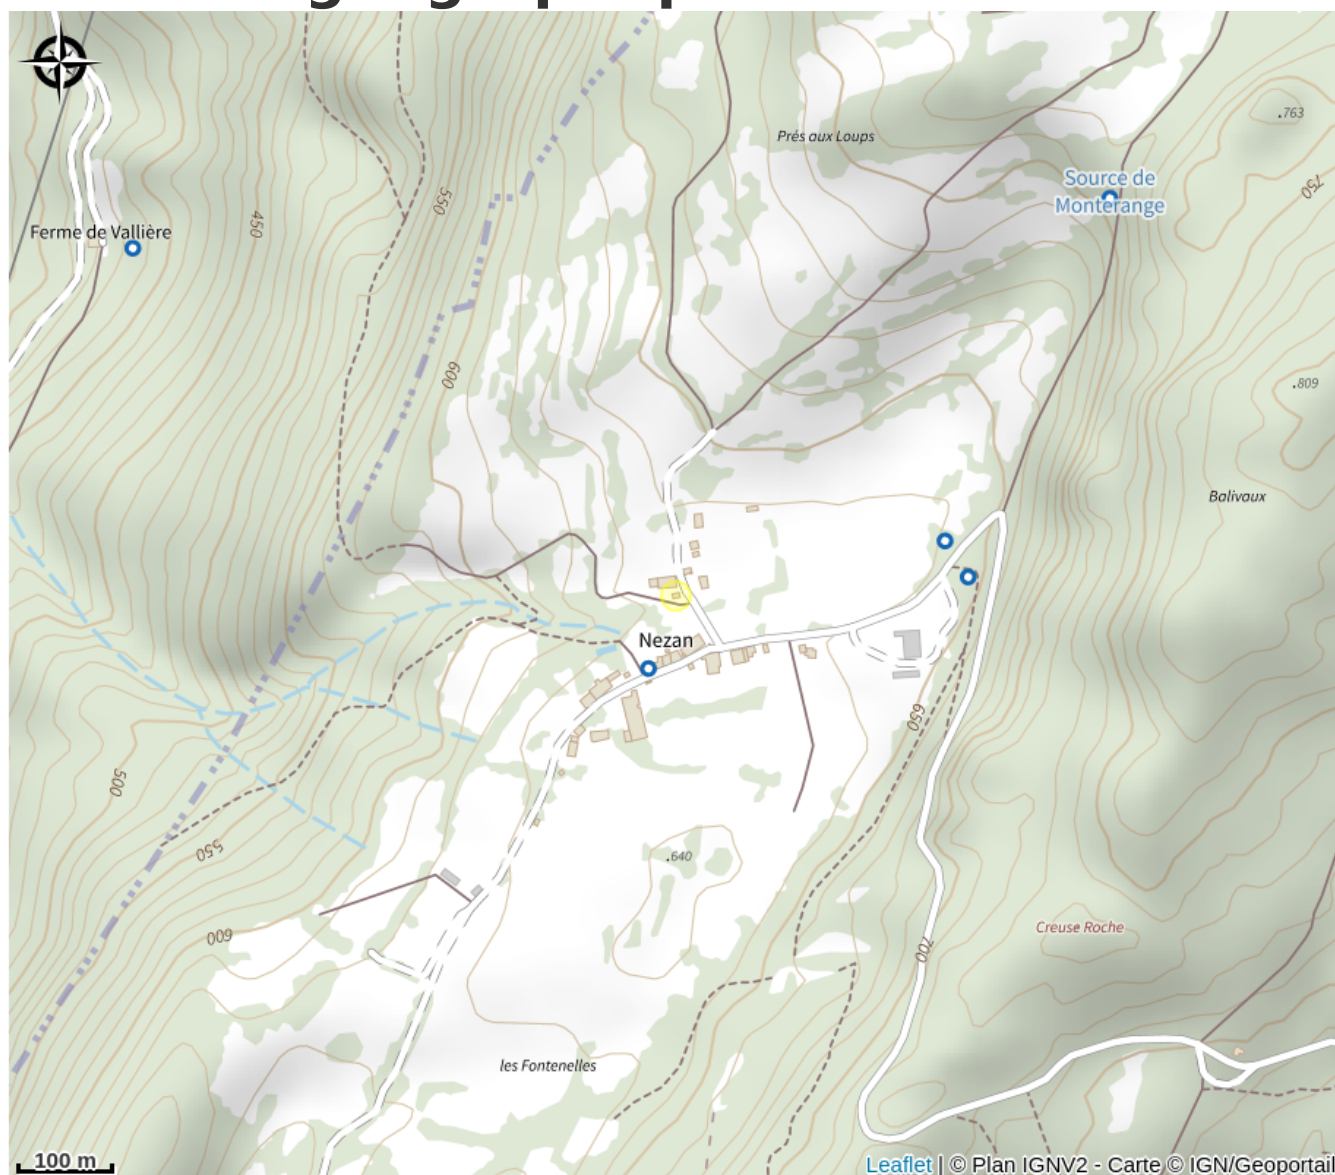 .763
Prés aux Loups
Source de
Monterange
750
550
450
Ferme de Vallière
600
.809
Balivaux
Nezan
650
500
550
.640
600
Creuse Roche
700
les Fontenelles
100 m
Leaflet | © Plan IGNV2 - Carte © IGN/Geoportail